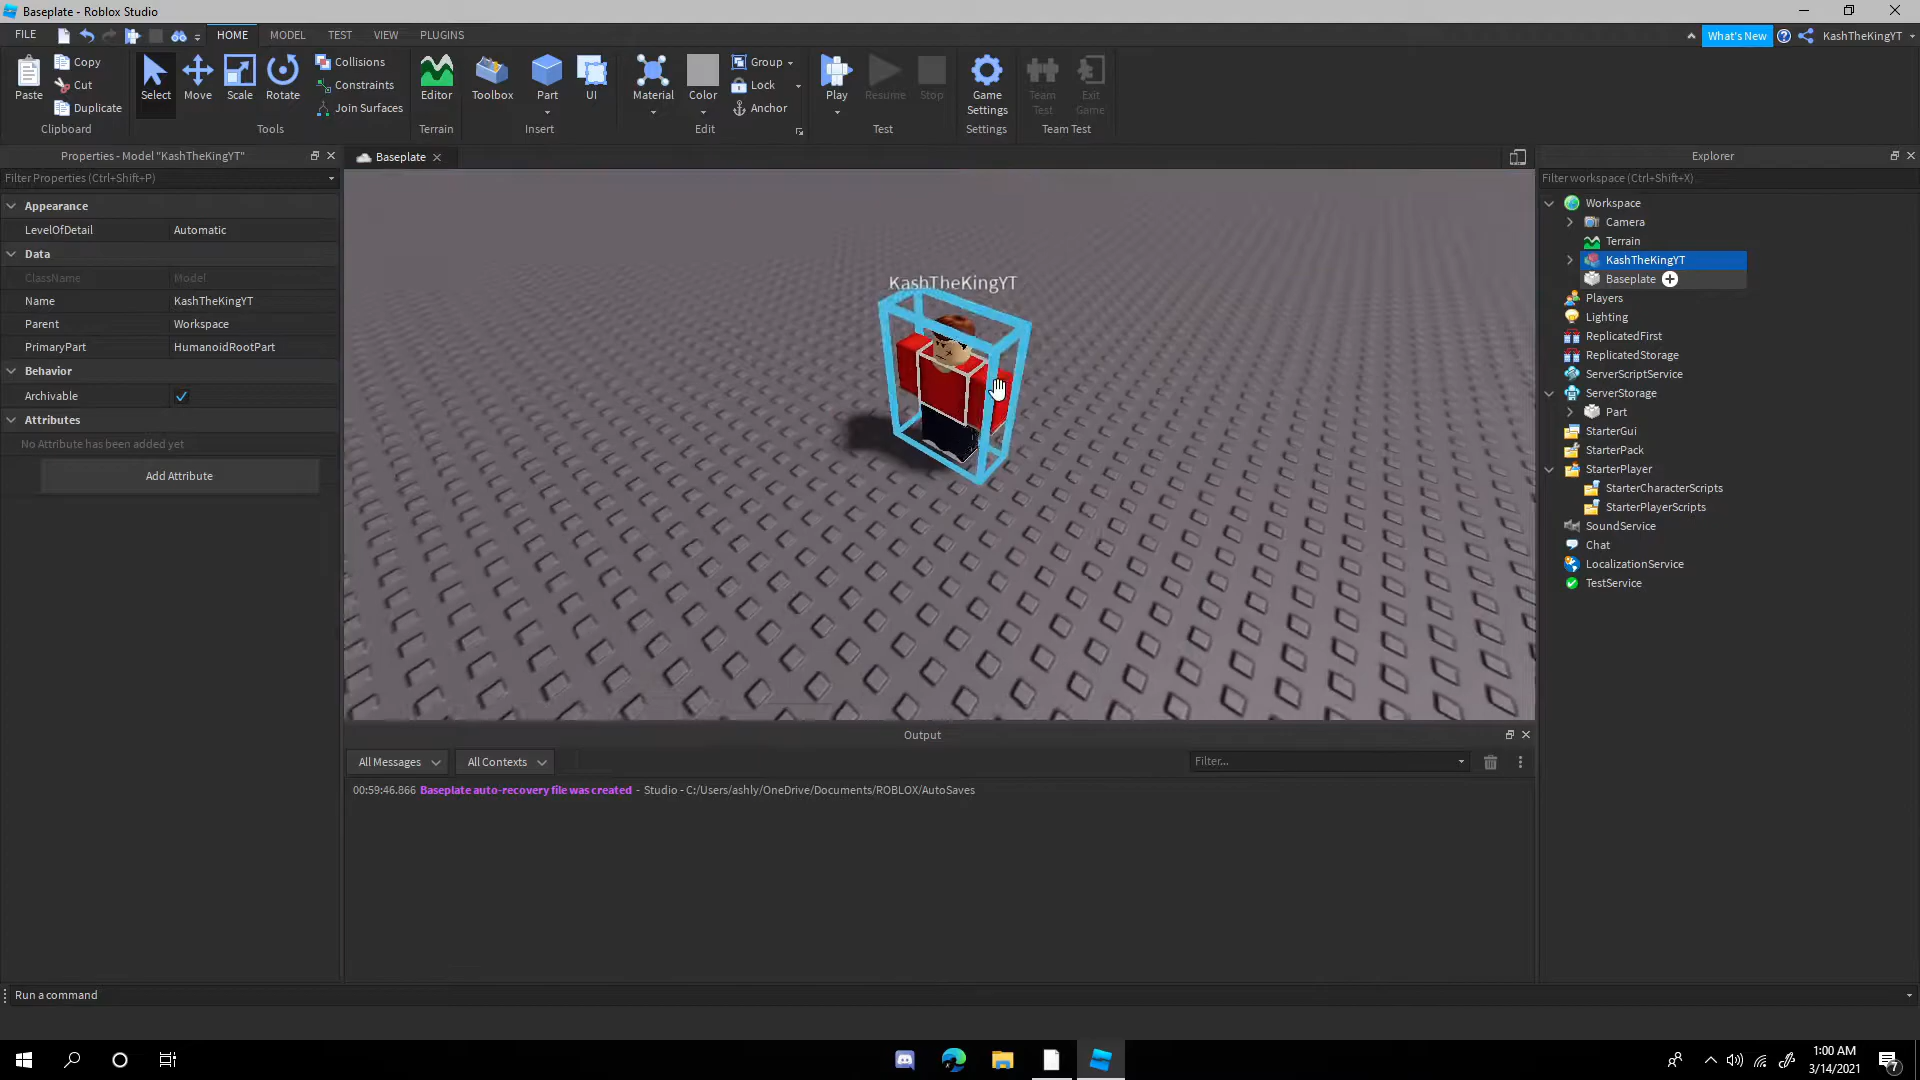 Baseplate - Roblox Studio
FILE HOME MODEL TEST VIEW PLUGINS What's New KashTheKingYT
Paste Copy Cut Duplicate Clipboard
Select Move Scale Rotate Collisions Constraints Join Surfaces Tools
Editor Terrain
Toolbox Part UI Insert
Material Color Group Lock Anchor Edit
Play Resume Stop Test
Game Settings Settings
Team Test Exit Game Team Test
Properties - Model "KashTheKingYT"
Filter Properties (Ctrl+Shift+P)
Appearance
LevelOfDetail Automatic
Data
ClassName Model
Name KashTheKingYT
Parent Workspace
PrimaryPart HumanoidRootPart
Behavior
Archivable
Attributes
No Attribute has been added yet
Add Attribute
Baseplate
KashTheKingYT
Explorer
Filter workspace (Ctrl+Shift+X)
Workspace
Camera
Terrain
KashTheKingYT
Baseplate
Players
Lighting
ReplicatedFirst
ReplicatedStorage
ServerScriptService
ServerStorage
Part
StarterGui
StarterPack
StarterPlayer
StarterCharacterScripts
StarterPlayerScripts
SoundService
Chat
LocalizationService
TestService
Output
All Messages All Contexts Filter...
00:59:46.866 Baseplate auto-recovery file was created - Studio - C:/Users/ashly/OneDrive/Documents/ROBLOX/AutoSaves
Run a command
1:00 AM
3/14/2021
7